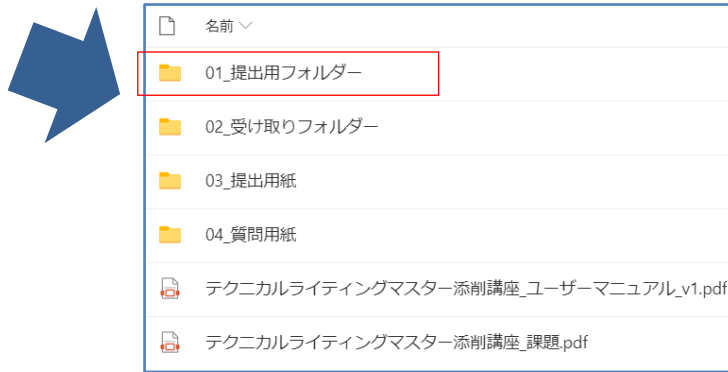 名前
01_提出用フォルダー
02_受け取りフォルダー
03_提出用紙
04_質問用紙
テクニカルライティングマスター添削講座_ユーザーマニュアル_v1.pdf
テクニカルライティングマスター添削講座_課題.pdf